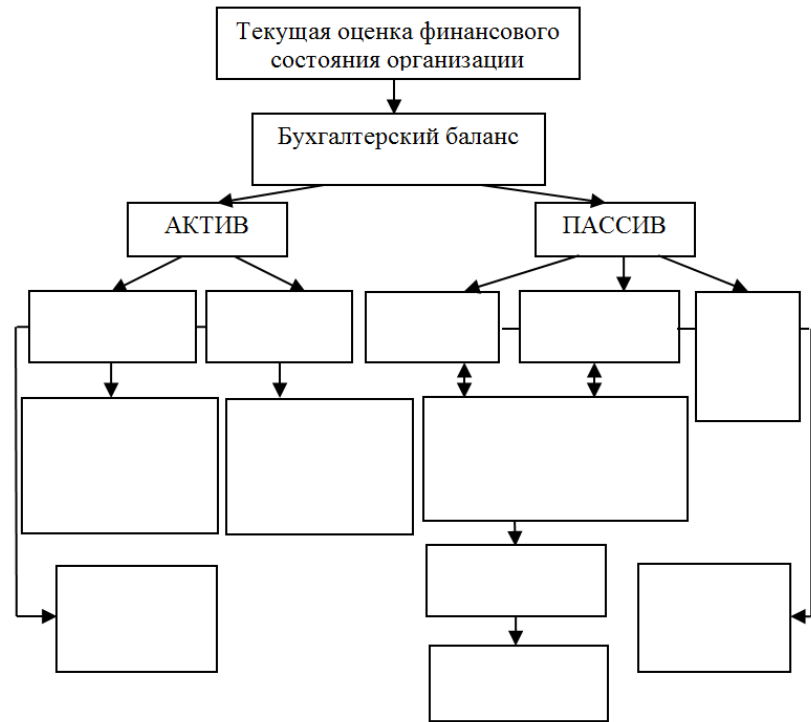 Текущая оценка финансового
состояния организации
Бухгалтерский баланс
АКТИВ
ПАССИВ